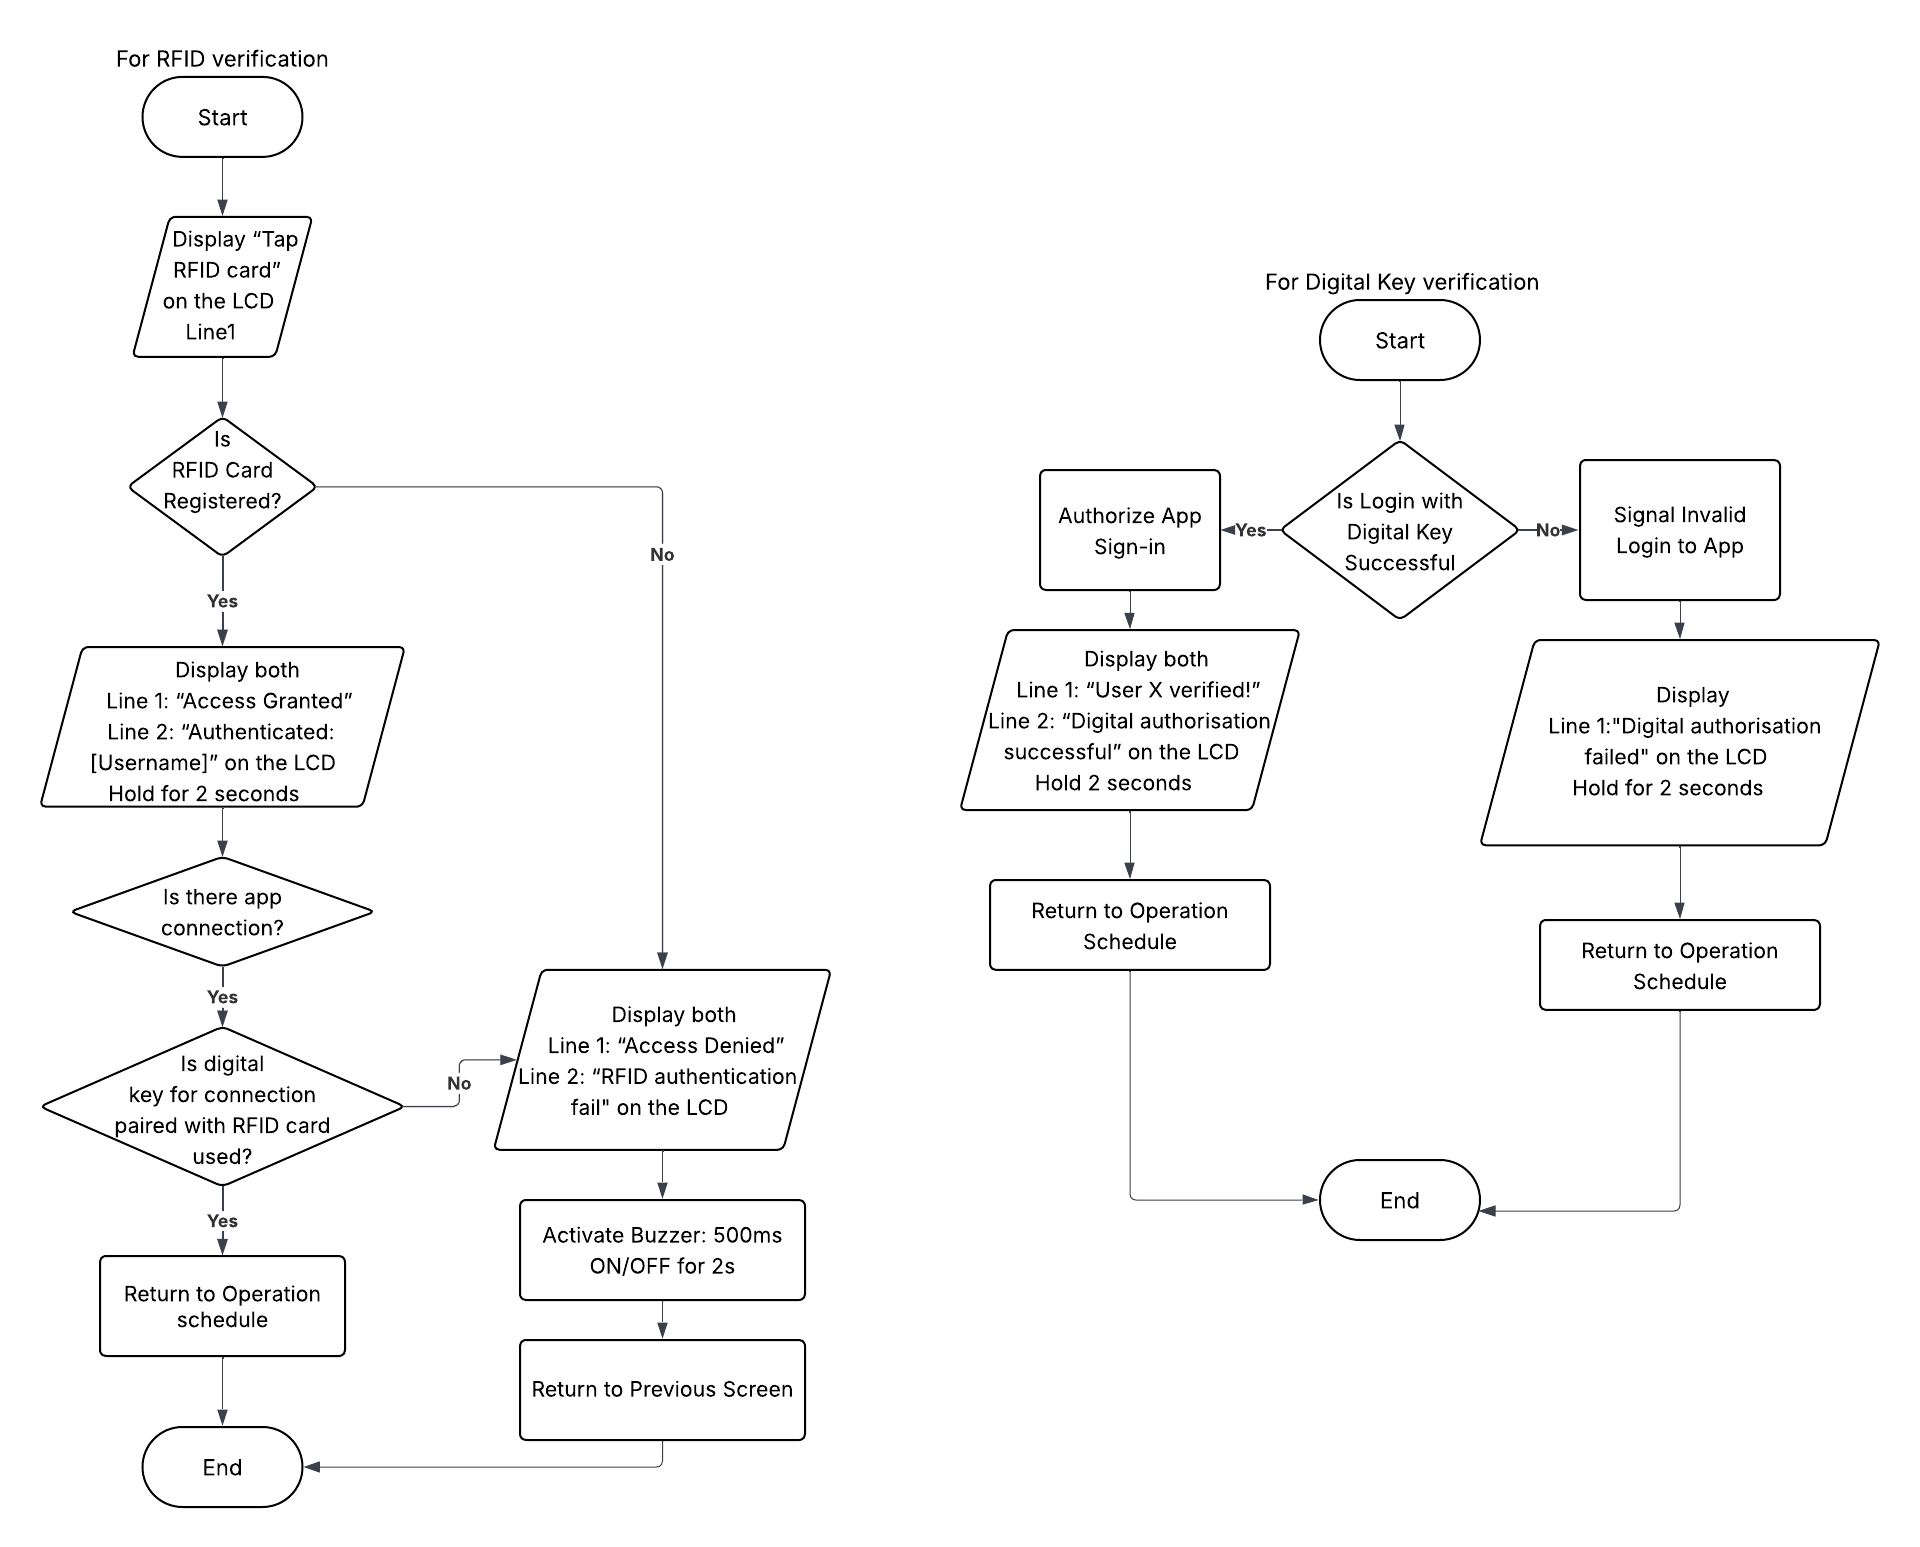 For RFID verification
Start
Display “Tap
RFID card”
on the LCD
Line1
Is
RFID Card
Registered?
No
Yes
Display both
Line 1: “Access Granted”
Line 2: “Authenticated:
[Username]” on the LCD
Hold for 2 seconds
Is there app
connection?
Yes
Is digital
key for connection
paired with RFID card
used?
No
Yes
Return to Operation
schedule
End
Display both
Line 1: “Access Denied”
Line 2: “RFID authentication
fail" on the LCD
Activate Buzzer: 500ms
ON/OFF for 2s
Return to Previous Screen
For Digital Key verification
Start
Is Login with
Digital Key
Successful
Yes
No
Authorize App
Sign-in
Display both
Line 1: “User X verified!”
Line 2: “Digital authorisation
successful” on the LCD
Hold 2 seconds
Return to Operation
Schedule
Signal Invalid
Login to App
Display
Line 1:"Digital authorisation
failed" on the LCD
Hold for 2 seconds
Return to Operation
Schedule
End